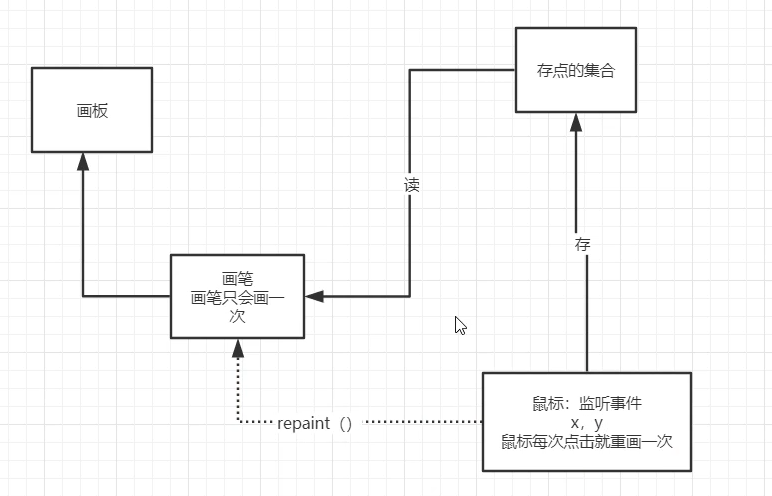 存点的集合
画板
读
存
画笔
画笔只会画一
次
鼠标：监听事件
x，y
鼠标每次点击就重画一次
repaint（）